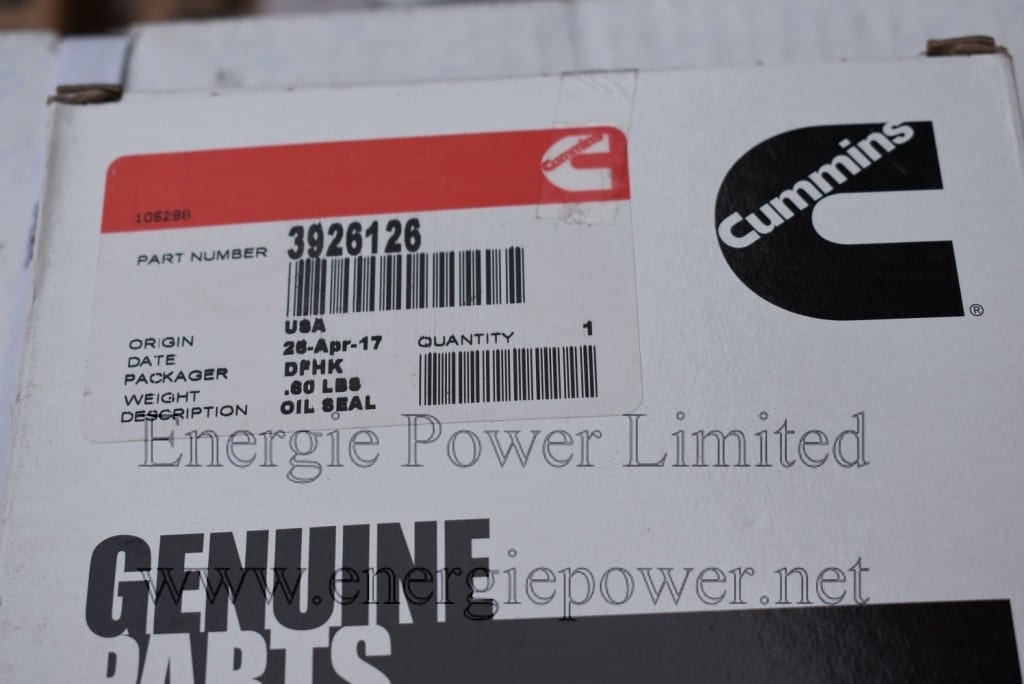 Cummins
Cummins
®
10529B
PART NUMBER 3926126
ORIGIN USA
DATE 26-Apr-17 QUANTITY 1
PACKAGER DFHK
WEIGHT .60 LBS
DESCRIPTION OIL SEAL
Energie Power Limited
GENUINE
www.energiepower.net
PARTS